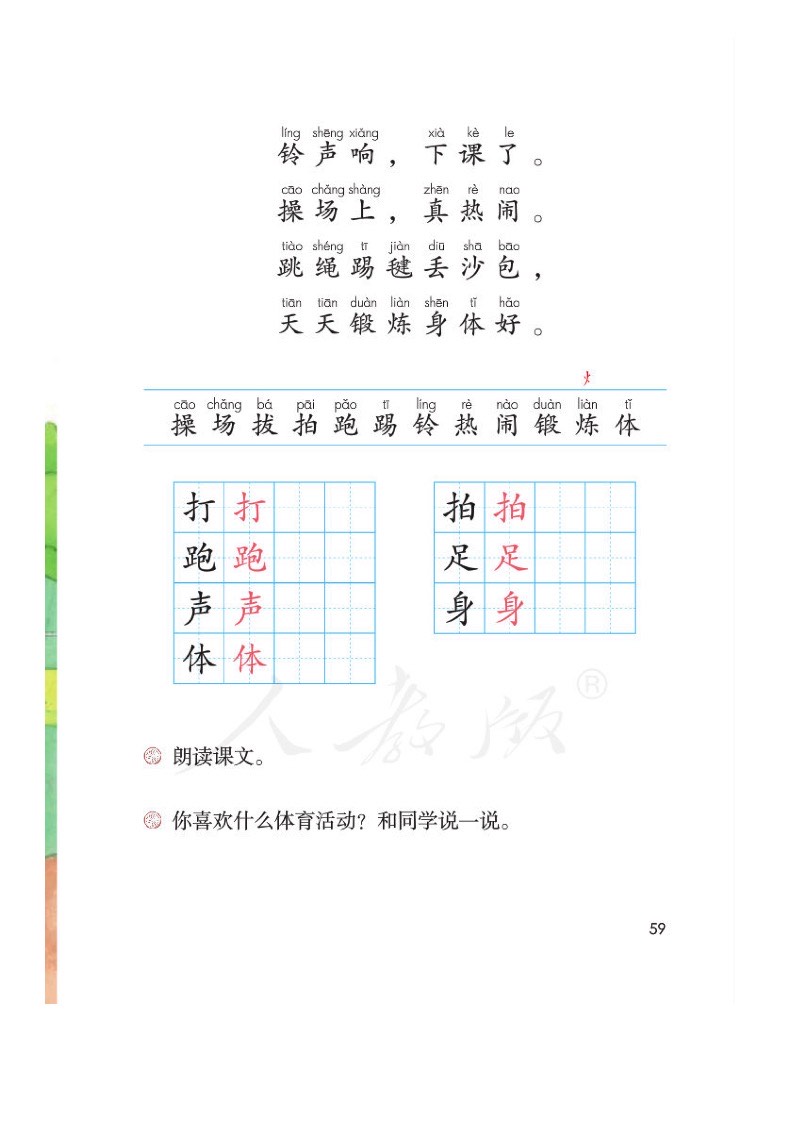 líng shēng xiǎng xià kè le
铃声响，下课了。
cāo chǎng shàng zhēn rè nao
操场上，真热闹。
tiào shéng tī jiàn diū shā bāo
跳绳踢毽丢沙包，
tiān tiān duàn liàn shēn tǐ hǎo
天天锻炼身体好。
火
cāo chǎng bá pāi pǎo tī líng rè nào duàn liàn tǐ
操场拔拍跑踢铃热闹锻炼体
打打 拍拍
跑跑 足足
声声 身身
体体
人教版®
朗读课文。
你喜欢什么体育活动？和同学说一说。
59